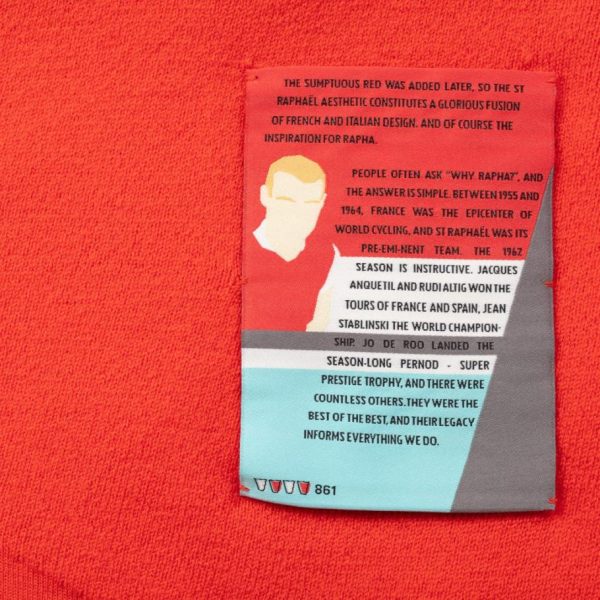 THE SUMPTUOUS RED WAS ADDED LATER, SO THE ST
RAPHAËL AESTHETIC CONSTITUTES A GLORIOUS FUSION
OF FRENCH AND ITALIAN DESIGN. AND OF COURSE THE
INSPIRATION FOR RAPHA.
PEOPLE OFTEN ASK "WHY RAPHA?", AND
THE ANSWER IS SIMPLE. BETWEEN 1955 AND
1964, FRANCE WAS THE EPICENTER OF
WORLD CYCLING, AND ST RAPHAËL WAS ITS
PRE-EMI-NENT TEAM. THE 1962
SEASON IS INSTRUCTIVE. JACQUES
ANQUETIL AND RUDI ALTIG WON THE
TOURS OF FRANCE AND SPAIN, JEAN
STABLINSKI THE WORLD CHAMPION-
SHIP. JO DE ROO LANDED THE
SEASON-LONG PERNOD - SUPER
PRESTIGE TROPHY, AND THERE WERE
COUNTLESS OTHERS. THEY WERE THE
BEST OF THE BEST, AND THEIR LEGACY
INFORMS EVERYTHING WE DO.
861